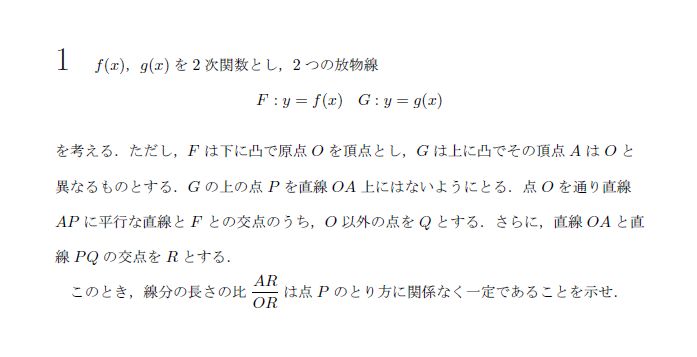 1 f(x)，g(x) を 2 次関数とし，2 つの放物線
F : y = f(x) G : y = g(x)
を考える．ただし，F は下に凸で原点 O を頂点とし，G は上に凸でその頂点 A は O と
異なるものとする．G の上の点 P を直線 OA 上にはないようにとる．点 O を通り直線
AP に平行な直線と F との交点のうち，O 以外の点を Q とする．さらに，直線 OA と直
線 PQ の交点を R とする．
このとき，線分の長さの比 AR/OR は点 P のとり方に関係なく一定であることを示せ．